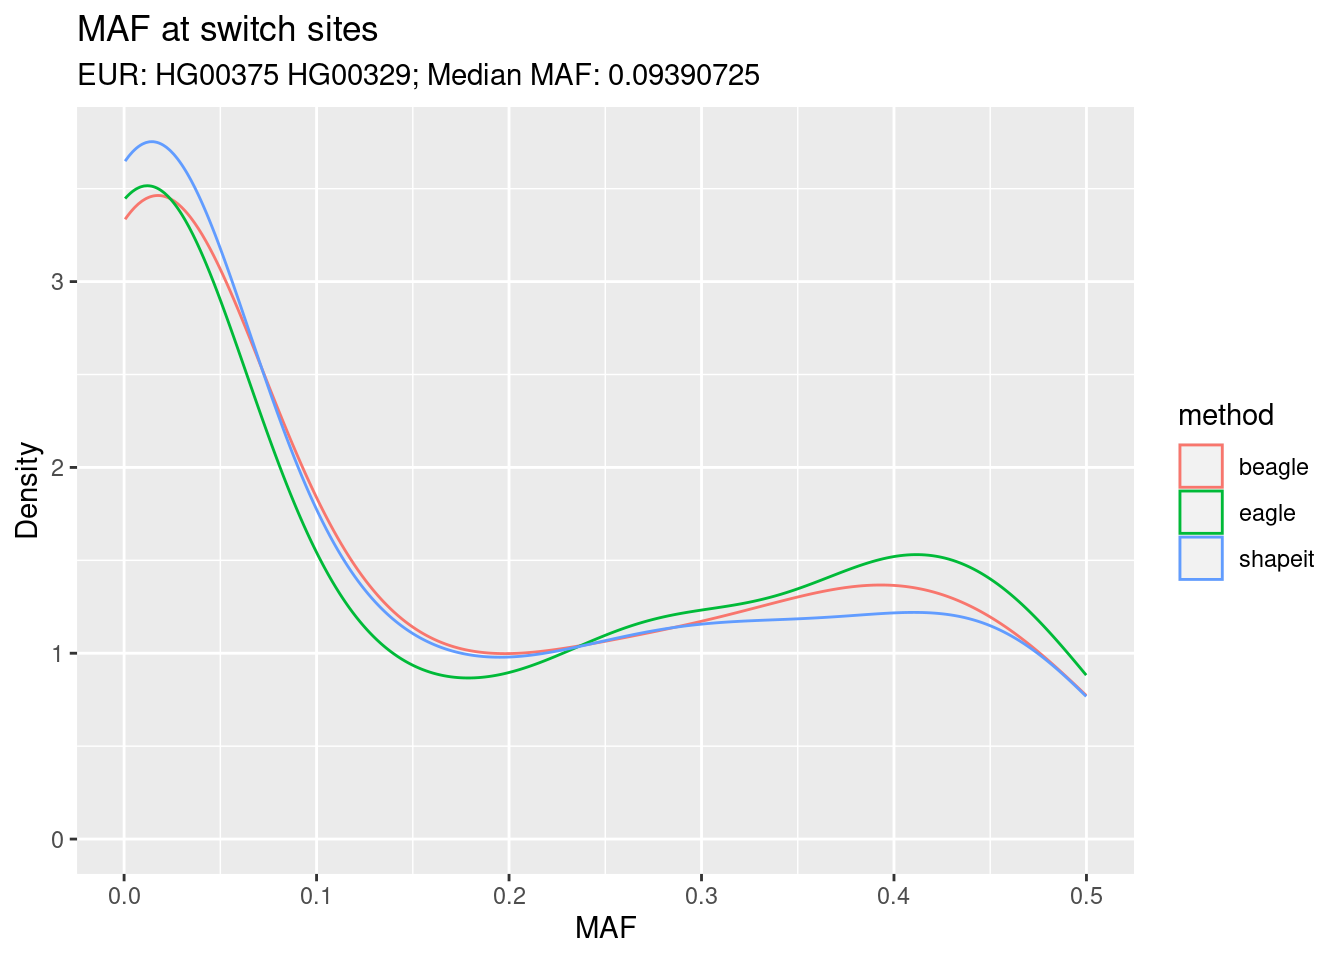 MAF at switch sites
EUR: HG00375 HG00329; Median MAF: 0.09390725
Density
3
2
1
0
0.0 0.1 0.2 0.3 0.4 0.5
MAF
method
beagle
eagle
shapeit